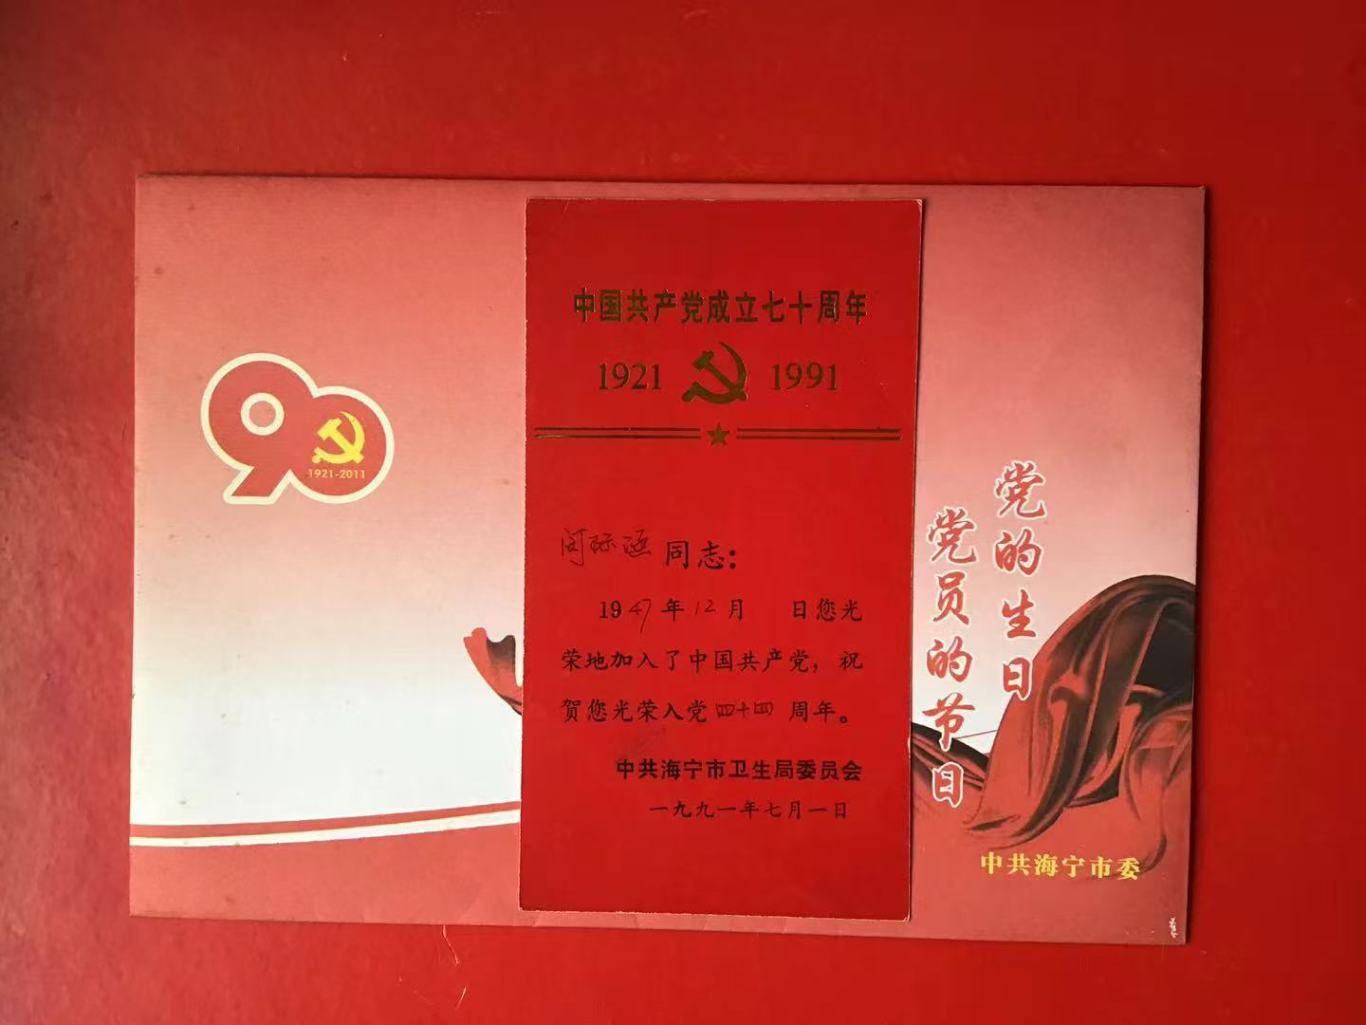 90
1921-2011
中国共产党成立七十周年
1921 1991
同志：
1947年12月 日您光
荣地加入了中国共产党，祝
贺您光荣入党四十四周年。
中共海宁市卫生局委员会
一九九一年七月一日
党的生日
党员的节日
中共海宁市委